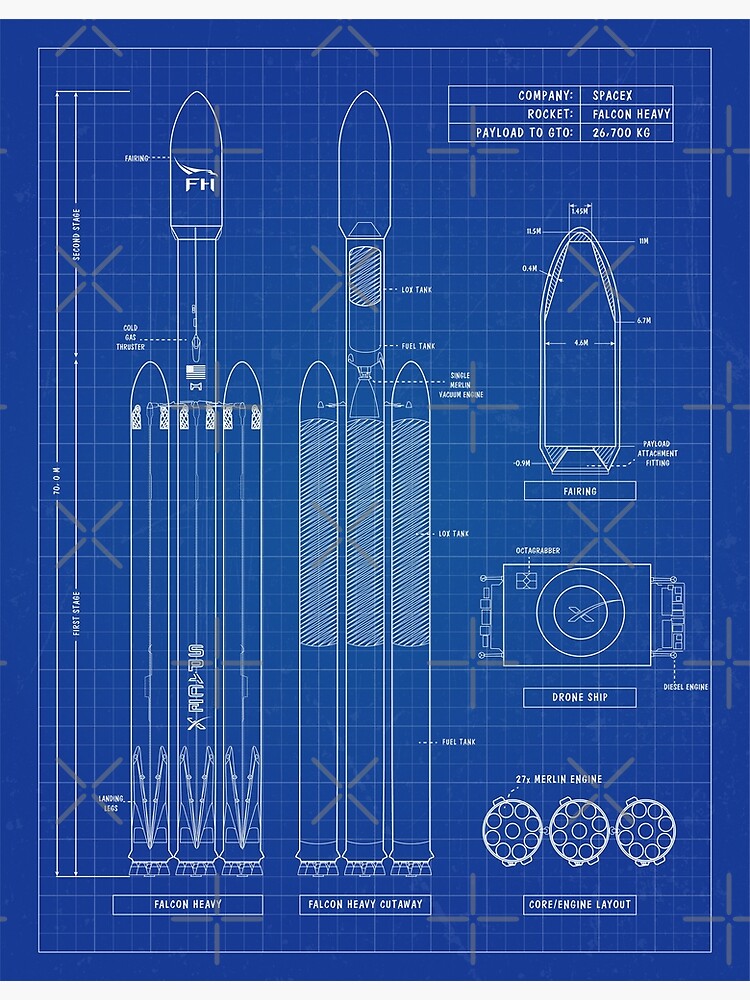 COMPANY: SPACEX
ROCKET: FALCON HEAVY
PAYLOAD TO GTO: 26,700 KG
FAIRING
FH
SECOND STAGE
COLD
GAS
THRUSTER
70.0 M
FIRST STAGE
SPACEX
LANDING
LEGS
FALCON HEAVY
LOX TANK
FUEL TANK
SINGLE
MERLIN
VACUUM ENGINE
LOX TANK
FUEL TANK
FALCON HEAVY CUTAWAY
1.45M
11.5M
11M
0.4M
6.7M
4.6M
PAYLOAD
ATTACHMENT
FITTING
-0.9M
FAIRING
OCTAGRABBER
X
DIESEL ENGINE
DRONE SHIP
27x MERLIN ENGINE
CORE/ENGINE LAYOUT